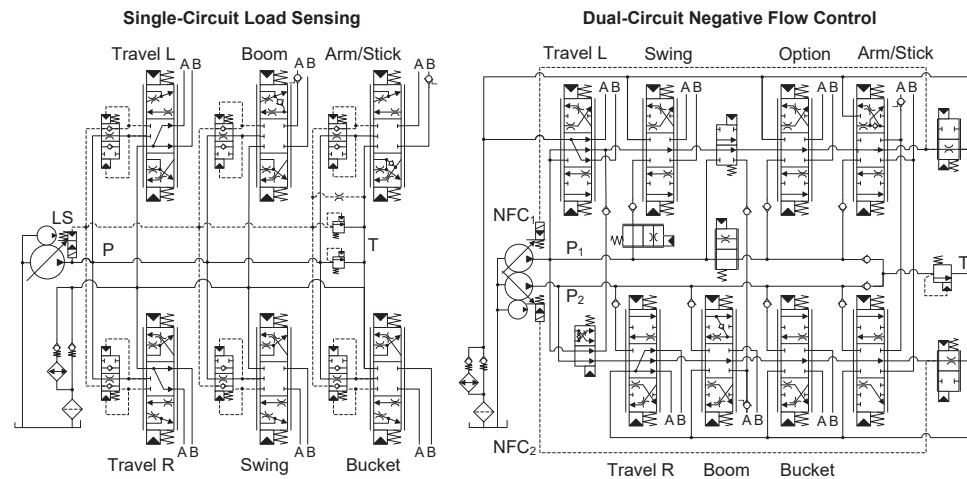 Single-Circuit Load Sensing
Travel L
Boom
Arm/Stick
A B
A B
A B
LS
P
T
A B
A B
A B
Travel R
Swing
Bucket
Dual-Circuit Negative Flow Control
Travel L
Swing
Option
Arm/Stick
A B
A B
A B
A B
NFC₁
P₁
T
P₂
A B
A B
A B
NFC₂
Travel R
Boom
Bucket